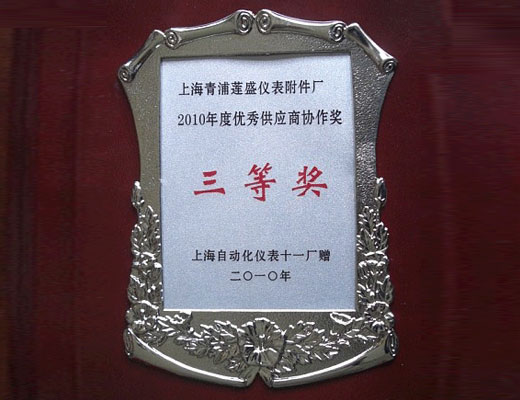 上海青浦莲盛仪表附件厂
2010年度优秀供应商协作奖
三等奖
上海自动化仪表十一厂赠
二〇一〇年